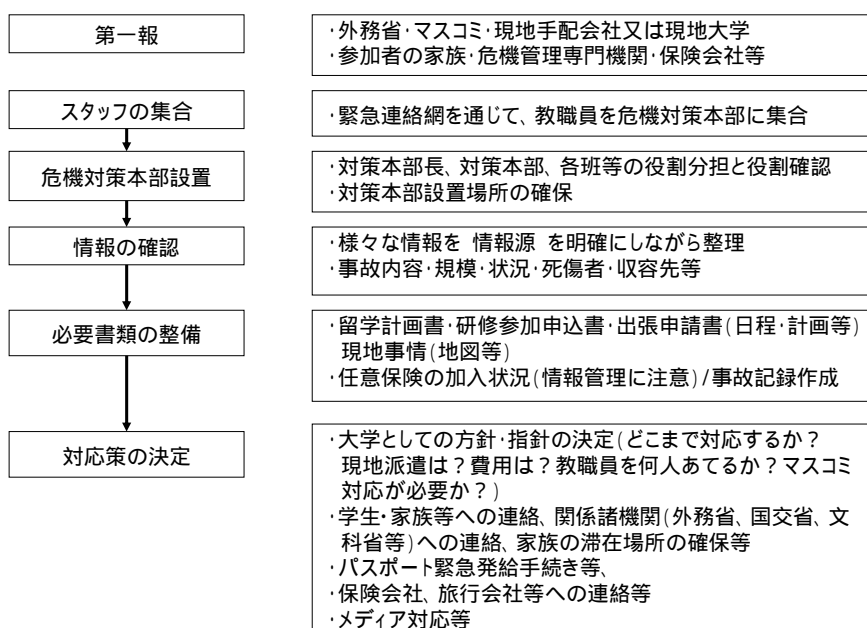 第一報
・外務省・マスコミ・現地手配会社又は現地大学
・参加者の家族・危機管理専門機関・保険会社等
スタッフの集合
・緊急連絡網を通じて、教職員を危機対策本部に集合
危機対策本部設置
・対策本部長、対策本部、各班等の役割分担と役割確認
・対策本部設置場所の確保
情報の確認
・様々な情報を 情報源 を明確にしながら整理
・事故内容・規模・状況・死傷者・収容先等
必要書類の整備
・留学計画書・研修参加申込書・出張申請書(日程・計画等)
現地事情(地図等)
・任意保険の加入状況(情報管理に注意)/事故記録作成
対応策の決定
・大学としての方針・指針の決定(どこまで対応するか?
現地派遣は?費用は?教職員を何人あてるか?マスコミ
対応が必要か?)
・学生・家族等への連絡、関係諸機関(外務省、国交省、文
科省等)への連絡、家族の滞在場所の確保等
・パスポート緊急発給手続き等、
・保険会社、旅行会社等への連絡等
・メディア対応等